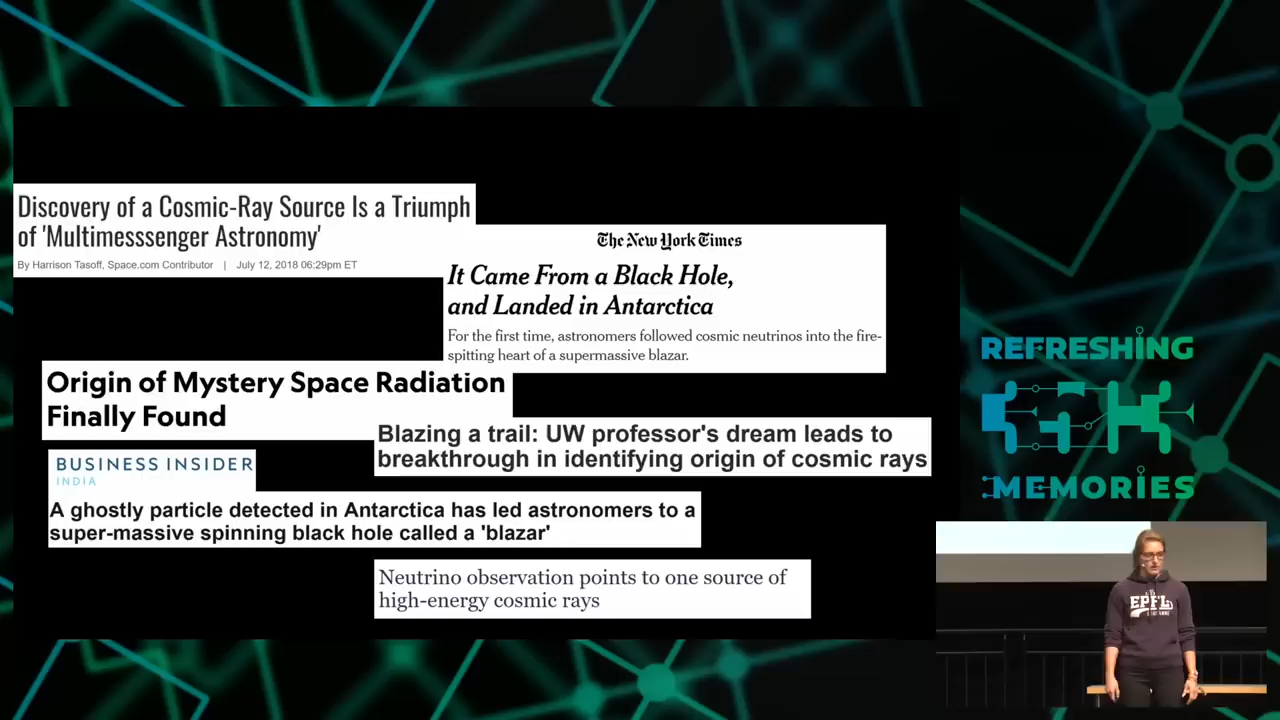 Discovery of a Cosmic-Ray Source Is a Triumph
of 'Multimesssenger Astronomy'
By Harrison Tasoff, Space.com Contributor | July 12, 2018 06:29pm ET
The New York Times
It Came From a Black Hole,
and Landed in Antarctica
For the first time, astronomers followed cosmic neutrinos into the fire-
spitting heart of a supermassive blazar.
Origin of Mystery Space Radiation
Finally Found
Blazing a trail: UW professor's dream leads to
breakthrough in identifying origin of cosmic rays
BUSINESS INSIDER
INDIA
A ghostly particle detected in Antarctica has led astronomers to a
super-massive spinning black hole called a 'blazar'
Neutrino observation points to one source of
high-energy cosmic rays
REFRESHING
MEMORIES
EPFL